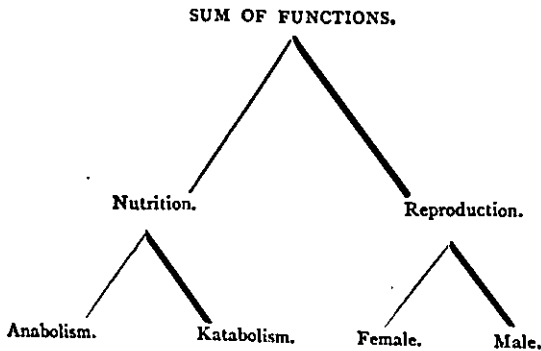 SUM OF FUNCTIONS.
Nutrition. Reproduction.
Anabolism. Katabolism. Female. Male.